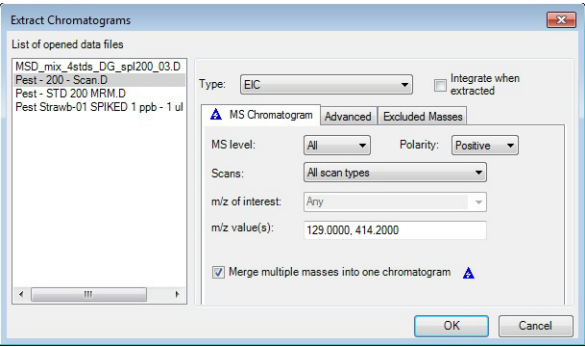 Extract Chromatograms
List of opened data files
MSD_mix_4stds_DG_spl200_03.D
Pest - 200 - Scan.D
Pest - STD 200 MRM.D
Pest Strawb-01 SPIKED 1 ppb - 1 ul
Type: EIC
Integrate when
extracted
MS Chromatogram Advanced Excluded Masses
MS level: All Polarity: Positive
Scans: All scan types
m/z of interest: Any
m/z value(s): 129.0000, 414.2000
Merge multiple masses into one chromatogram
OK Cancel